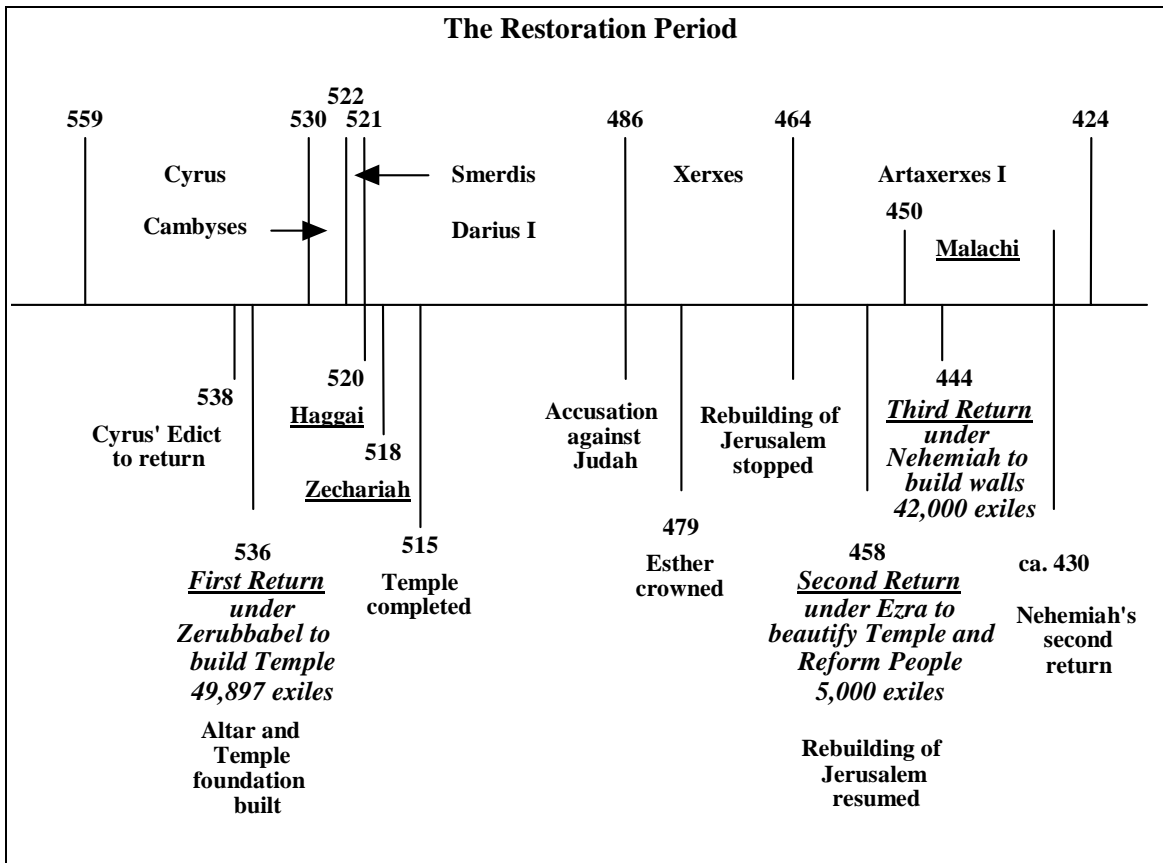 The Restoration Period
522
559
530
521
486
464
424
Cyrus
Smerdis
Xerxes
Artaxerxes I
Cambyses
Darius I
450
Malachi
538
Cyrus' Edict
to return
520
Haggai
518
Zechariah
536
First Return
under
Zerubbabel to
build Temple
49,897 exiles
Altar and
Temple
foundation
built
515
Temple
completed
Accusation
against
Judah
479
Esther
crowned
Rebuilding of
Jerusalem
stopped
444
Third Return
under
Nehemiah to
build walls
42,000 exiles
458
Second Return
under Ezra to
beautify Temple and
Reform People
5,000 exiles
Rebuilding of
Jerusalem
resumed
ca. 430
Nehemiah's
second
return